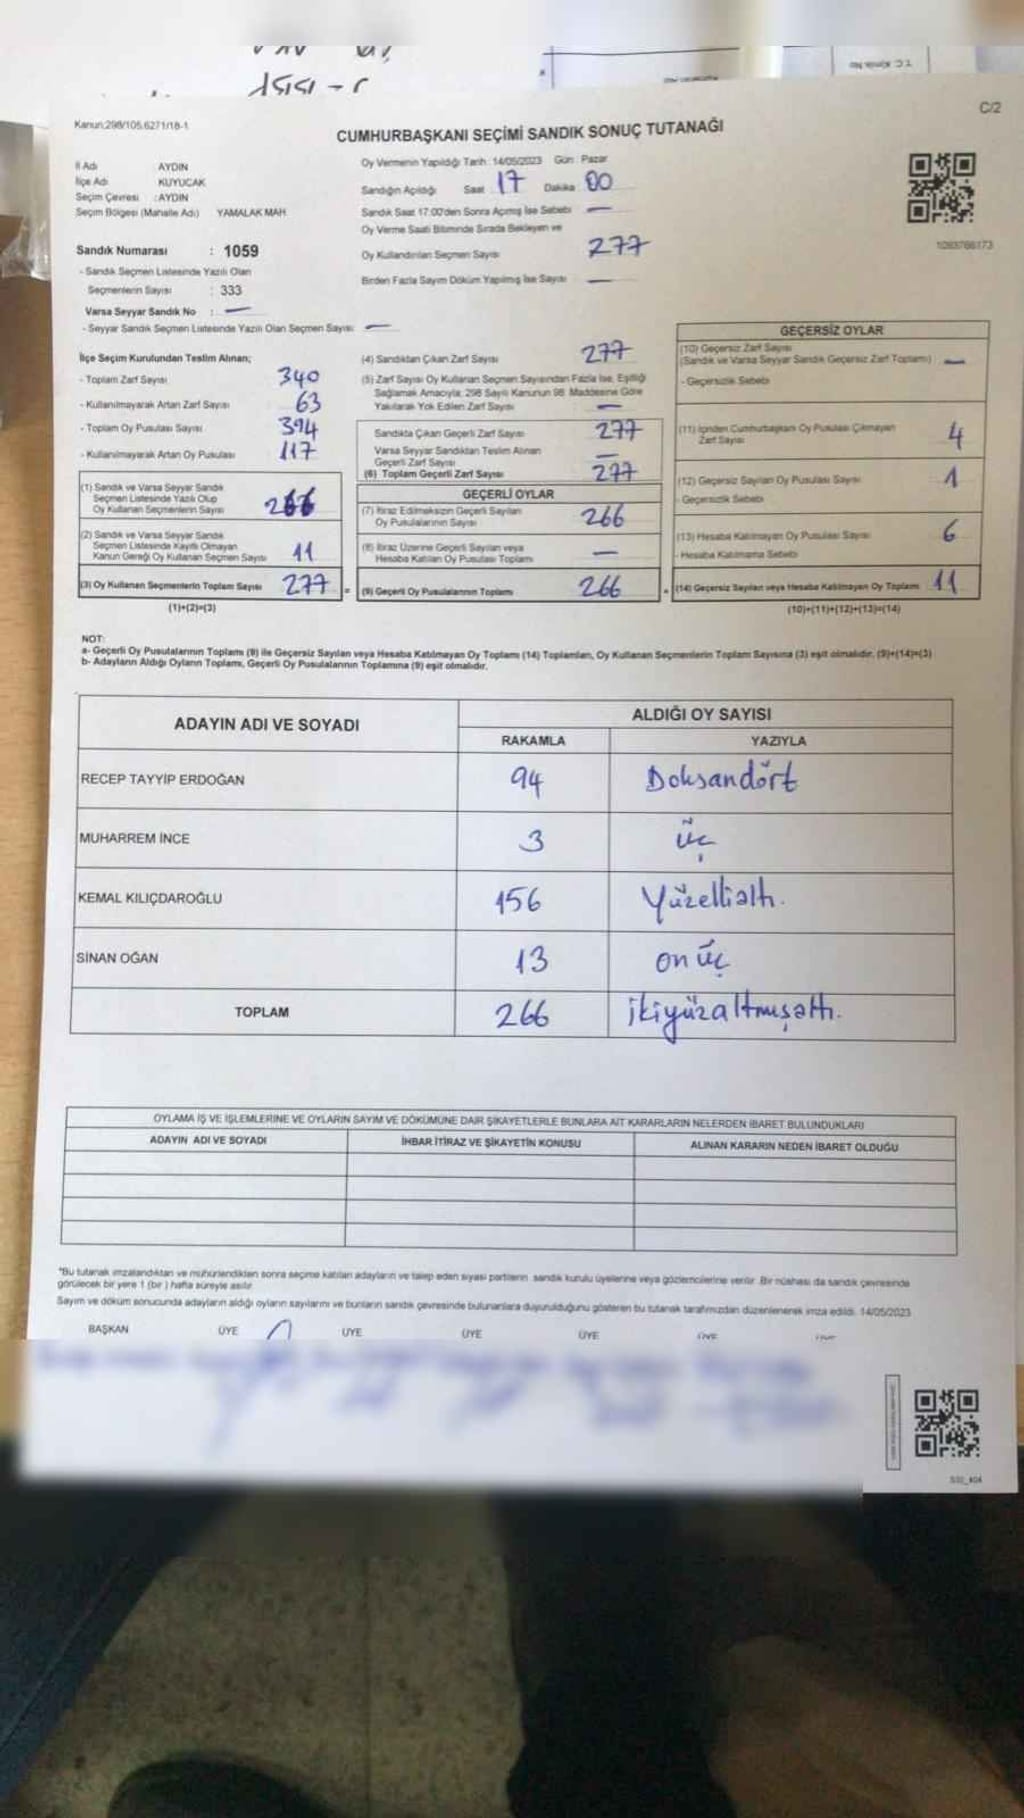 C/2
Kanun:298/105,6271/18-1
CUMHURBAŞKANI SEÇİMİ SANDIK SONUÇ TUTANAĞI
İl Adı AYDIN
İlçe Adı KUYUCAK
Seçim Çevresi :AYDIN
Seçim Bölgesi (Mahalle Adı) YAMALAK MAH
Sandık Numarası : 1059
- Sandık Seçmen Listesinde Yazılı Olan
Seçmenlerin Sayısı : 333
Varsa Seyyar Sandık No : —
- Seyyar Sandık Seçmen Listesinde Yazılı Olan Seçmen Sayısı —
Oy Vermenin Yapıldığı Tarih :14/05/2023 Gün : Pazar
Sandığın Açıldığı Saat 17 Dakika 00
Sandık Saat 17:00'den Sonra Açımış İse Sebebi —
Oy Verme Saati Bitiminde Sırada Bekleyen ve
Oy Kullandırılan Seçmen Sayısı 277
Birden Fazla Sayım Döküm Yapılmış İse Sayısı —
İlçe Seçim Kurulundan Teslim Alınan;
- Toplam Zarf Sayısı 340
- Kullanılmayarak Artan Zarf Sayısı 63
- Toplam Oy Pusulası Sayısı 394
- Kullanılmayarak Artan Oy Pusulası 117
(1) Sandık ve Varsa Seyyar Sandık
Seçmen Listesinde Yazılı Olup
Oy Kullanan Seçmenlerin Sayısı 266
(2) Sandık ve Varsa Seyyar Sandık
Seçmen Listesinde Kayıtlı Olmayan
Kanun Gereği Oy Kullanan Seçmen Sayısı 11
(3) Oy Kullanan Seçmenlerin Toplam Sayısı 277 =
(1)+(2)=(3)
(4) Sandıktan Çıkan Zarf Sayısı 277
(5) Zarf Sayısı Oy Kullanan Seçmen Sayısından Fazla İse, Eşitliği
Sağlamak Amacıyla, 298 Sayılı Kanunun 98. Maddesine Göre
Yakılarak Yok Edilen Zarf Sayısı —
Sandıkta Çıkan Geçerli Zarf Sayısı 277
Varsa Seyyar Sandıktan Teslim Alınan
Geçerli Zarf Sayısı —
(6) Toplam Geçerli Zarf Sayısı 277
GEÇERLİ OYLAR
(7) İtiraz Edilmeksizin Geçerli Sayılan
Oy Pusulalarının Sayısı 266
(8) İtiraz Üzerine Geçerli Sayılan veya
Hesaba Katılan Oy Pusulası Toplamı —
(9) Geçerli Oy Pusulalarının Toplamı 266 +
GEÇERSİZ OYLAR
(10) Geçersiz Zarf Sayısı
(Sandık ve Varsa Seyyar Sandık Geçersiz Zarf Toplamı) —
- Geçersizlik Sebebi
(11) İçinden Cumhurbaşkanı Oy Pusulası Çıkmayan
Zarf Sayısı 4
(12) Geçersiz Sayılan Oy Pusulası Sayısı 1
- Geçersizlik Sebebi
(13) Hesaba Katılmayan Oy Pusulası Sayısı 6
- Hesaba Katılmama Sebebi
(14) Geçersiz Sayılan veya Hesaba Katılmayan Oy Toplamı 11
(10)+(11)+(12)+(13)=(14)
NOT:
a- Geçerli Oy Pusulalarının Toplamı (9) ile Geçersiz Sayılan veya Hesaba Katılmayan Oy Toplamı (14) Toplamları, Oy Kullanan Seçmenlerin Toplam Sayısına (3) eşit olmalıdır. (9)+(14)=(3)
b- Adayların Aldığı Oyların Toplamı, Geçerli Oy Pusulalarının Toplamına (9) eşit olmalıdır.
ADAYIN ADI VE SOYADI
ALDIĞI OY SAYISI
RAKAMLA YAZIYLA
RECEP TAYYİP ERDOĞAN 94 Doksandört
MUHARREM İNCE 3 üç
KEMAL KILIÇDAROĞLU 156 Yüzellialtı.
SİNAN OĞAN 13 on üç
TOPLAM 266 ikiyüzaltmışaltı.
OYLAMA İŞ VE İŞLEMLERİNE VE OYLARIN SAYIM VE DÖKÜMÜNE DAİR ŞİKAYETLERLE BUNLARA AİT KARARLARIN NELERDEN İBARET BULUNDUKLARI
ADAYIN ADI VE SOYADI İHBAR İTİRAZ VE ŞİKAYETİN KONUSU ALINAN KARARIN NEDEN İBARET OLDUĞU
*Bu tutanak imzalandıktan ve mühürlendikten sonra seçime katılan adayların ve talep eden siyasi partilerin sandık kurulu üyelerine veya gözlemcilerine verilir. Bir nüshası da sandık çevresinde
görülecek bir yere 1 (bir ) hafta süreyle asılır.
Sayım ve döküm sonucunda adayların aldığı oyların sayılarını ve bunların sandık çevresinde bulunanlara duyurulduğunu gösteren bu tutanak tarafımızdan düzenlenerek imza edildi. 14/05/2023
BAŞKAN ÜYE ÜYE ÜYE ÜYE ÜYE